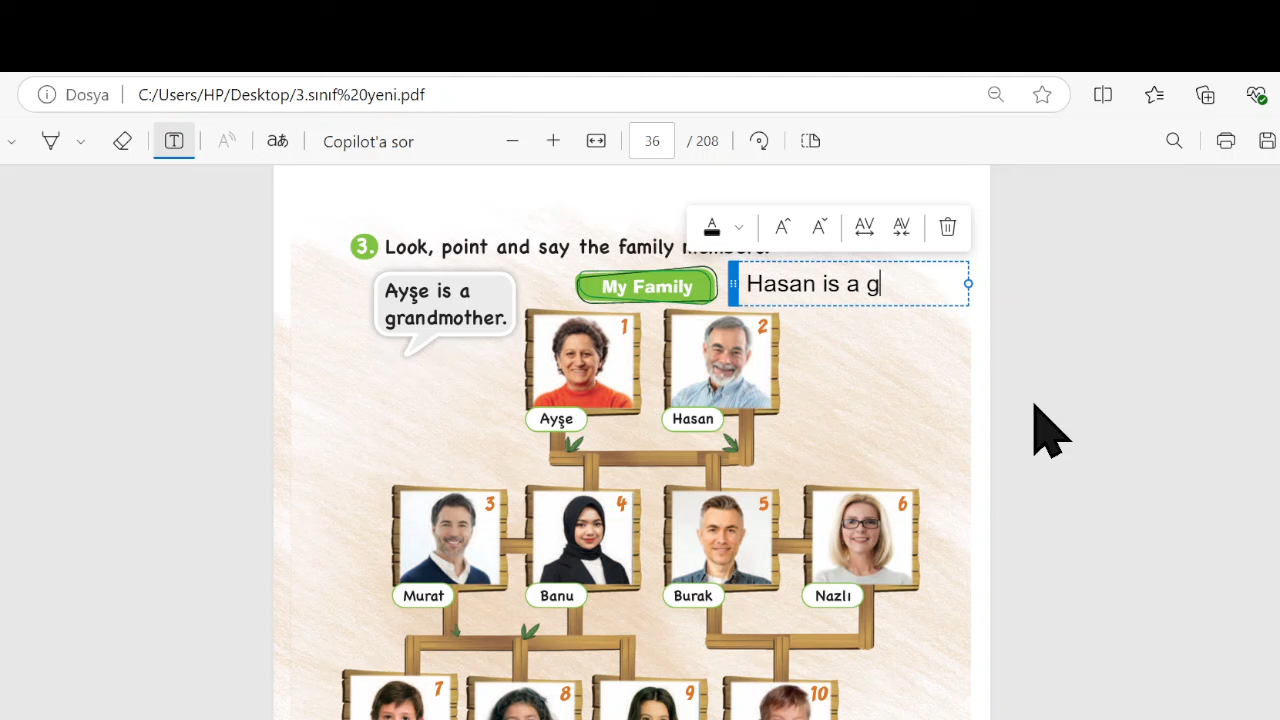 Dosya
C:/Users/HP/Desktop/3.sınıf%20yeni.pdf
aあ
Copilot'a sor
36 / 208
3. Look, point and say the family
Ayşe is a
grandmother.
My Family
Hasan is a g
1
2
Ayşe
Hasan
3
4
5
6
Murat
Banu
Burak
Nazlı
7
8
9
10